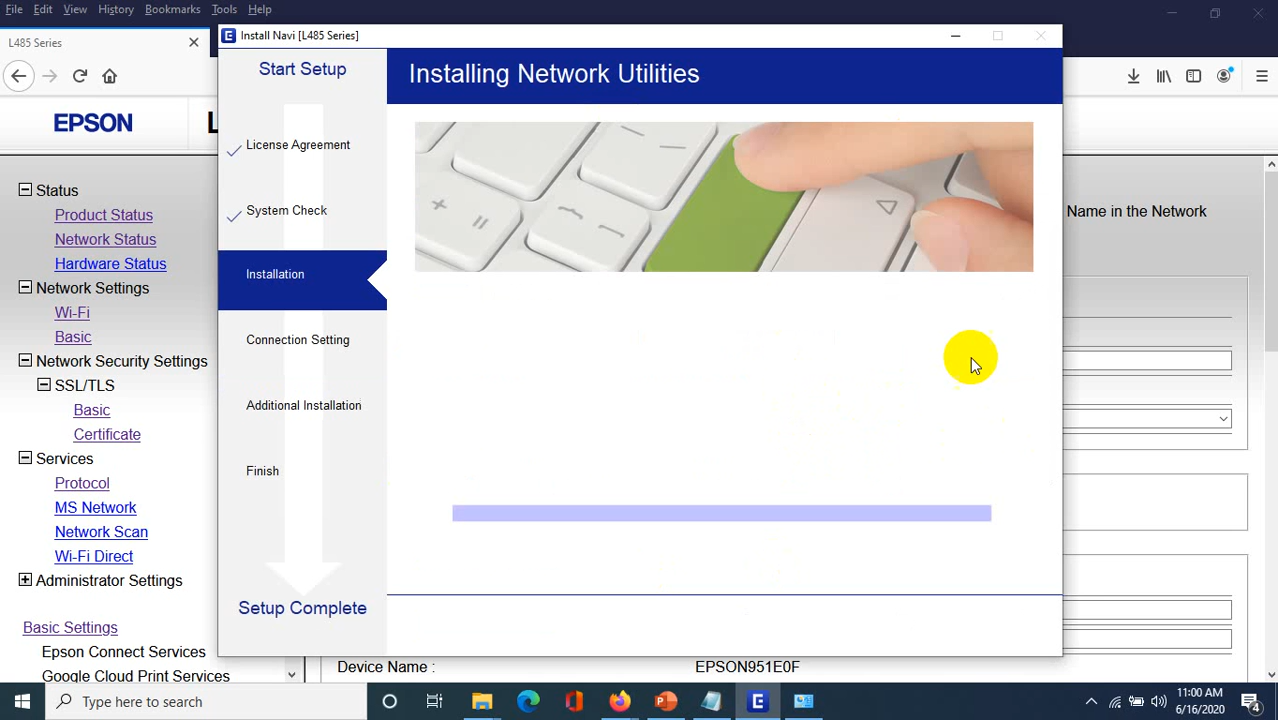 File Edit View History Bookmarks Tools Help
L485 Series
EPSON L
Status
Product Status
Network Status
Hardware Status
Network Settings
Wi-Fi
Basic
Network Security Settings
SSL/TLS
Basic
Certificate
Services
Protocol
MS Network
Network Scan
Wi-Fi Direct
Administrator Settings
Basic Settings
Epson Connect Services
Google Cloud Print Services
Install Navi [L485 Series]
Start Setup
License Agreement
System Check
Installation
Connection Setting
Additional Installation
Finish
Setup Complete
Installing Network Utilities
Name in the Network
Device Name : EPSON951E0F
Type here to search
11:00 AM
6/16/2020
4